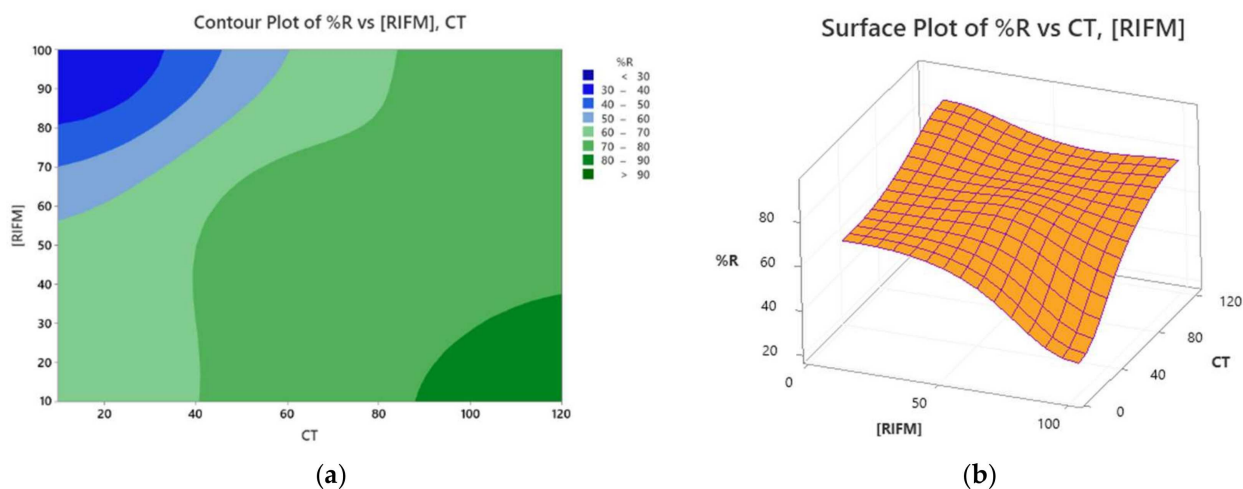 Contour Plot of %R vs [RIFM], CT
100
90
80
70
60
50
40
30
20
10
[RIFM]
20
40
60
80
100
120
CT
%R
< 30
30 – 40
40 – 50
50 – 60
60 – 70
70 – 80
80 – 90
> 90
(a)
Surface Plot of %R vs CT, [RIFM]
80
60
40
20
%R
0
50
100
[RIFM]
0
40
80
120
CT
(b)